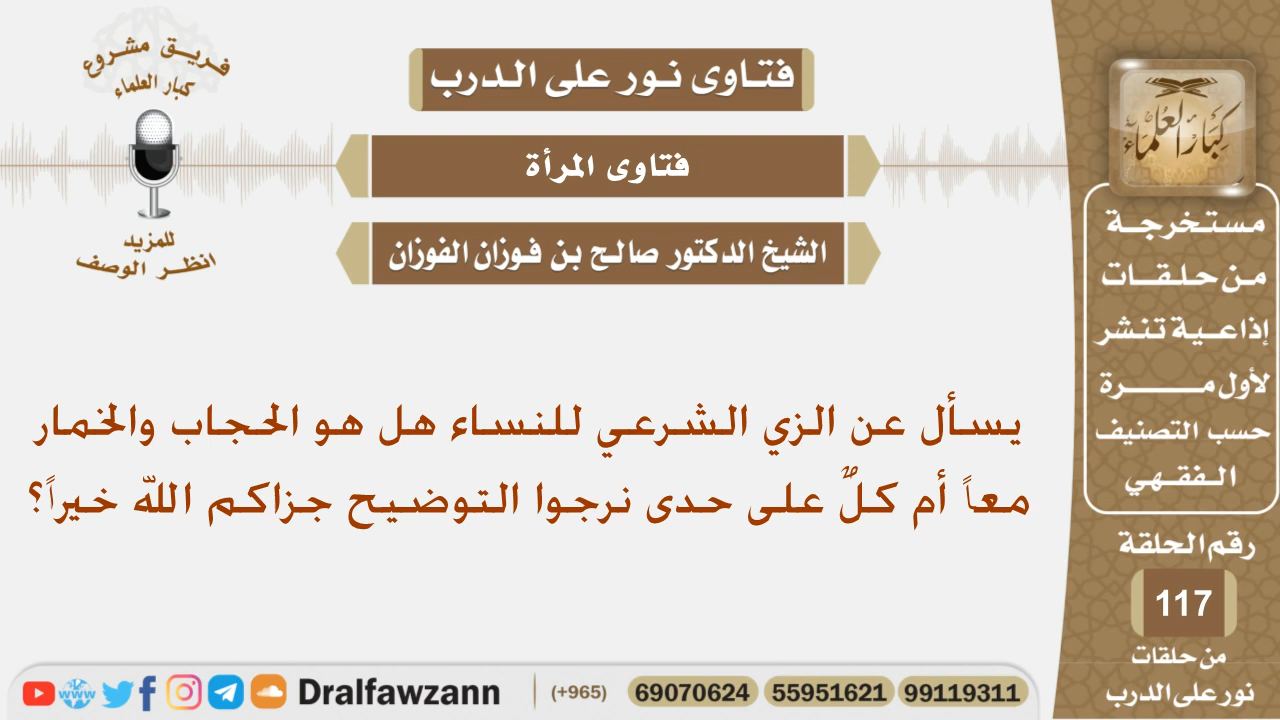 فريق مشروع
كبار العلماء
للمزيد
انظر الوصف
فتاوى نور على الدرب
فتاوى المرأة
الشيخ الدكتور صالح بن فوزان الفوزان
يسأل عن الزي الشرعي للنساء هل هو الحجاب والخمار
معاً أم كلٌ على حدى نرجوا التوضيح جزاكم الله خيراً؟
كبار العلماء
مستخرجة
من حلقات
إذاعية تنشر
لأول مرة
حسب التصنيف
الفقهي
رقم الحلقة
117
من حلقات
نور على الدرب
www
Dralfawzann
(+965)
69070624
55951621
99119311